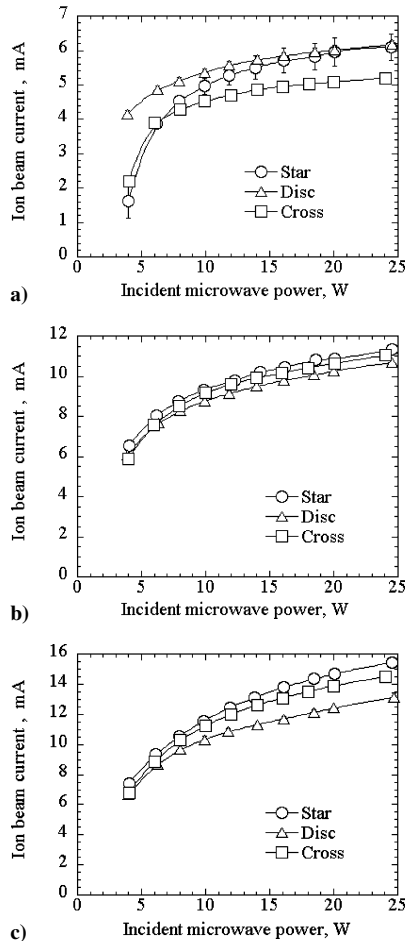 6
5
4
3
2
1
0
Ion beam current , mA
Star
Disc
Cross
0 5 10 15 20 25
a) Incident microwave power, W
12
10
8
6
4
2
0
Ion beam current , mA
Star
Disc
Cross
0 5 10 15 20 25
Incident microwave power, W
b)
16
14
12
10
8
6
4
2
0
Ion beam current , mA
Star
Disc
Cross
0 5 10 15 20 25
Incident microwave power, W
c)